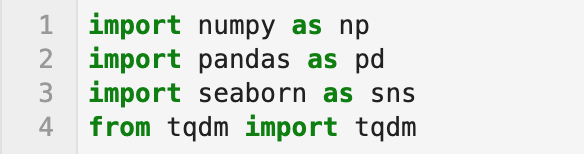 1 import numpy as np
2 import pandas as pd
3 import seaborn as sns
4 from tqdm import tqdm